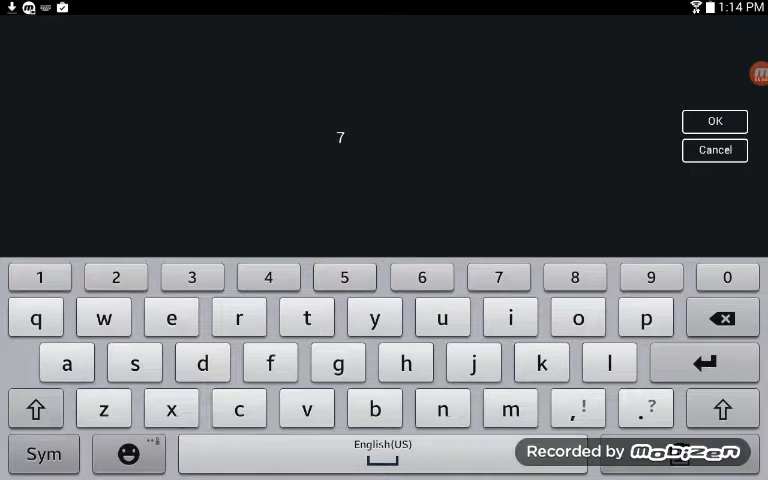 1:14 PM
7
OK
Cancel
1 2 3 4 5 6 7 8 9 0
q w e r t y u i o p
a s d f g h j k l
z x c v b n m ,! .?
Sym English(US)
Recorded by mobizen